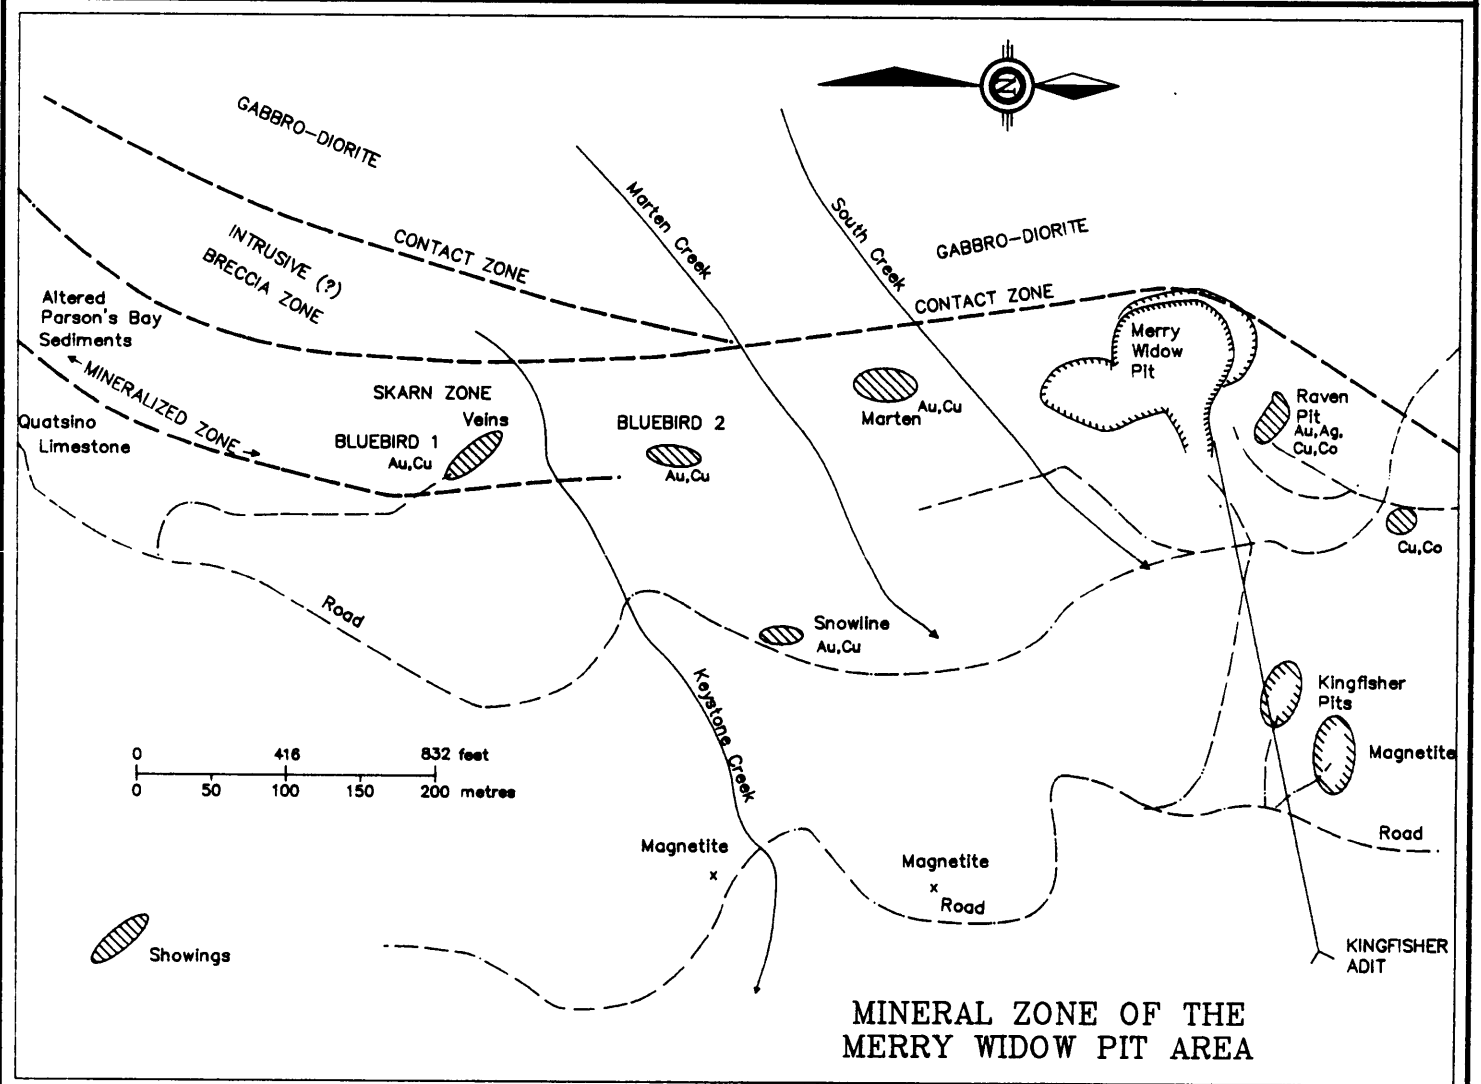 N
GABBRO-DIORITE
Marten Creek
South Creek
GABBRO-DIORITE
CONTACT ZONE
INTRUSIVE (?)
BRECCIA ZONE
CONTACT ZONE
Altered
Parson's Bay
Sediments
MINERALIZED ZONE
Quatsino
Limestone
SKARN ZONE
Veins
BLUEBIRD 1
Au,Cu
BLUEBIRD 2
Au,Cu
Au,Cu
Marten
Merry
Widow
Pit
Raven
Pit
Au,Ag,
Cu,Co
Cu,Co
Road
Snowline
Au,Cu
Keystone Creek
Kingfisher
Pits
Magnetite
0 416 832 feet
0 50 100 150 200 metres
Magnetite
x
Magnetite
x
Road
Road
Showings
KINGFISHER
ADIT
MINERAL ZONE OF THE
MERRY WIDOW PIT AREA